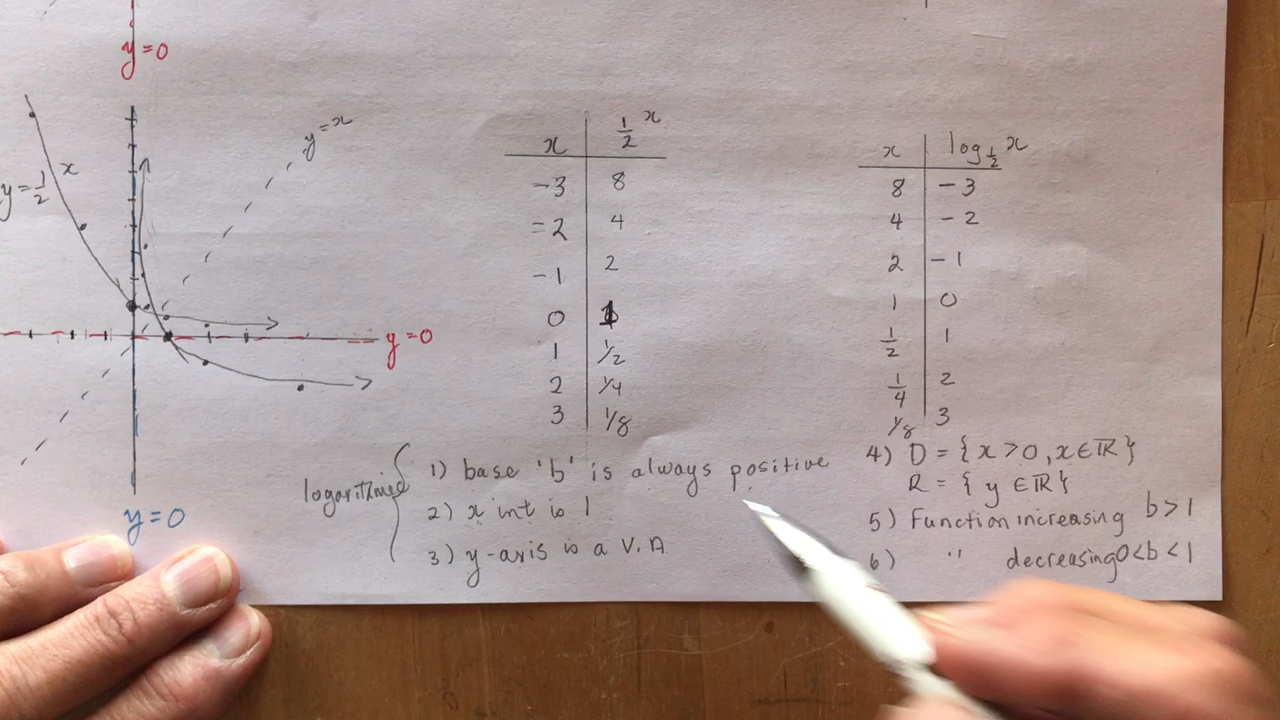 y=0
y=x
y=1/2 x
y=0
y=0
x | 1/2 x
-3 | 8
=2 | 4
-1 | 2
0 | 1
1 | 1/2
2 | 1/4
3 | 1/8
x | log 1/2 x
8 | -3
4 | -2
2 | -1
1 | 0
1/2 | 1
1/4 | 2
1/8 | 3
1) base 'b' is always positive
2) x int is 1
3) y-axis is a V.A
4) D = {x>0, x∈ℝ}
R = {y ∈ℝ}
5) Function increasing b>1
6) " decreasing 0<b<1